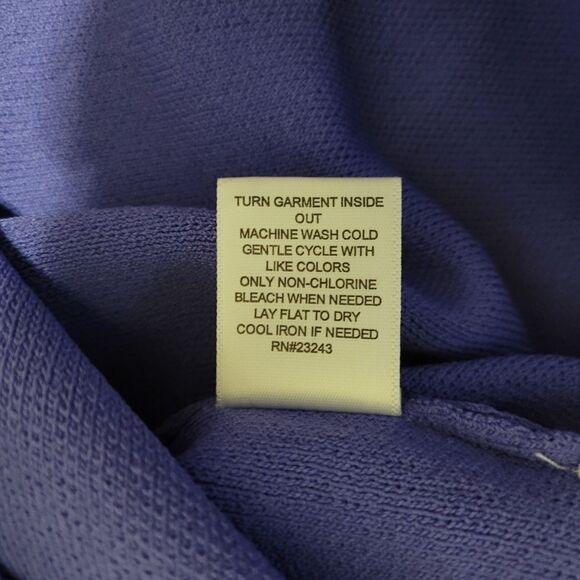 TURN GARMENT INSIDE
OUT
MACHINE WASH COLD
GENTLE CYCLE WITH
LIKE COLORS
ONLY NON-CHLORINE
BLEACH WHEN NEEDED
LAY FLAT TO DRY
COOL IRON IF NEEDED
RN#23243